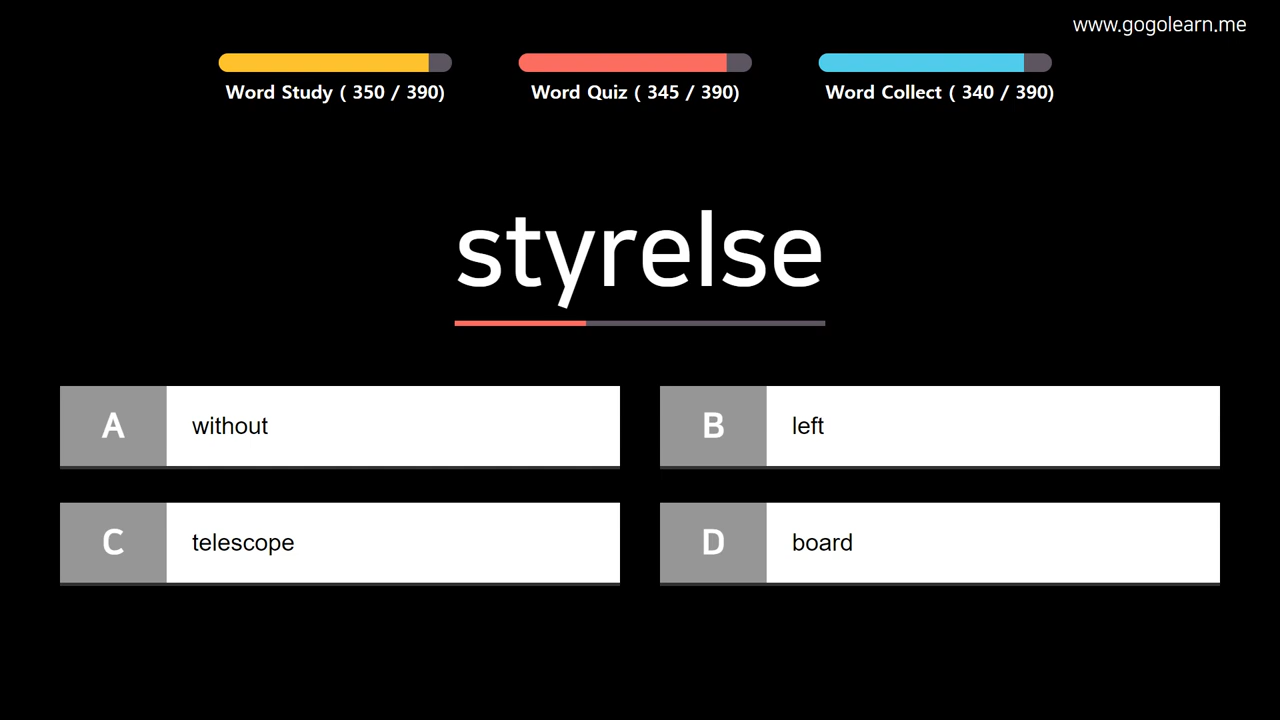 www.gogolearn.me
Word Study ( 350 / 390)
Word Quiz ( 345 / 390)
Word Collect ( 340 / 390)
styrelse
A without
B left
C telescope
D board